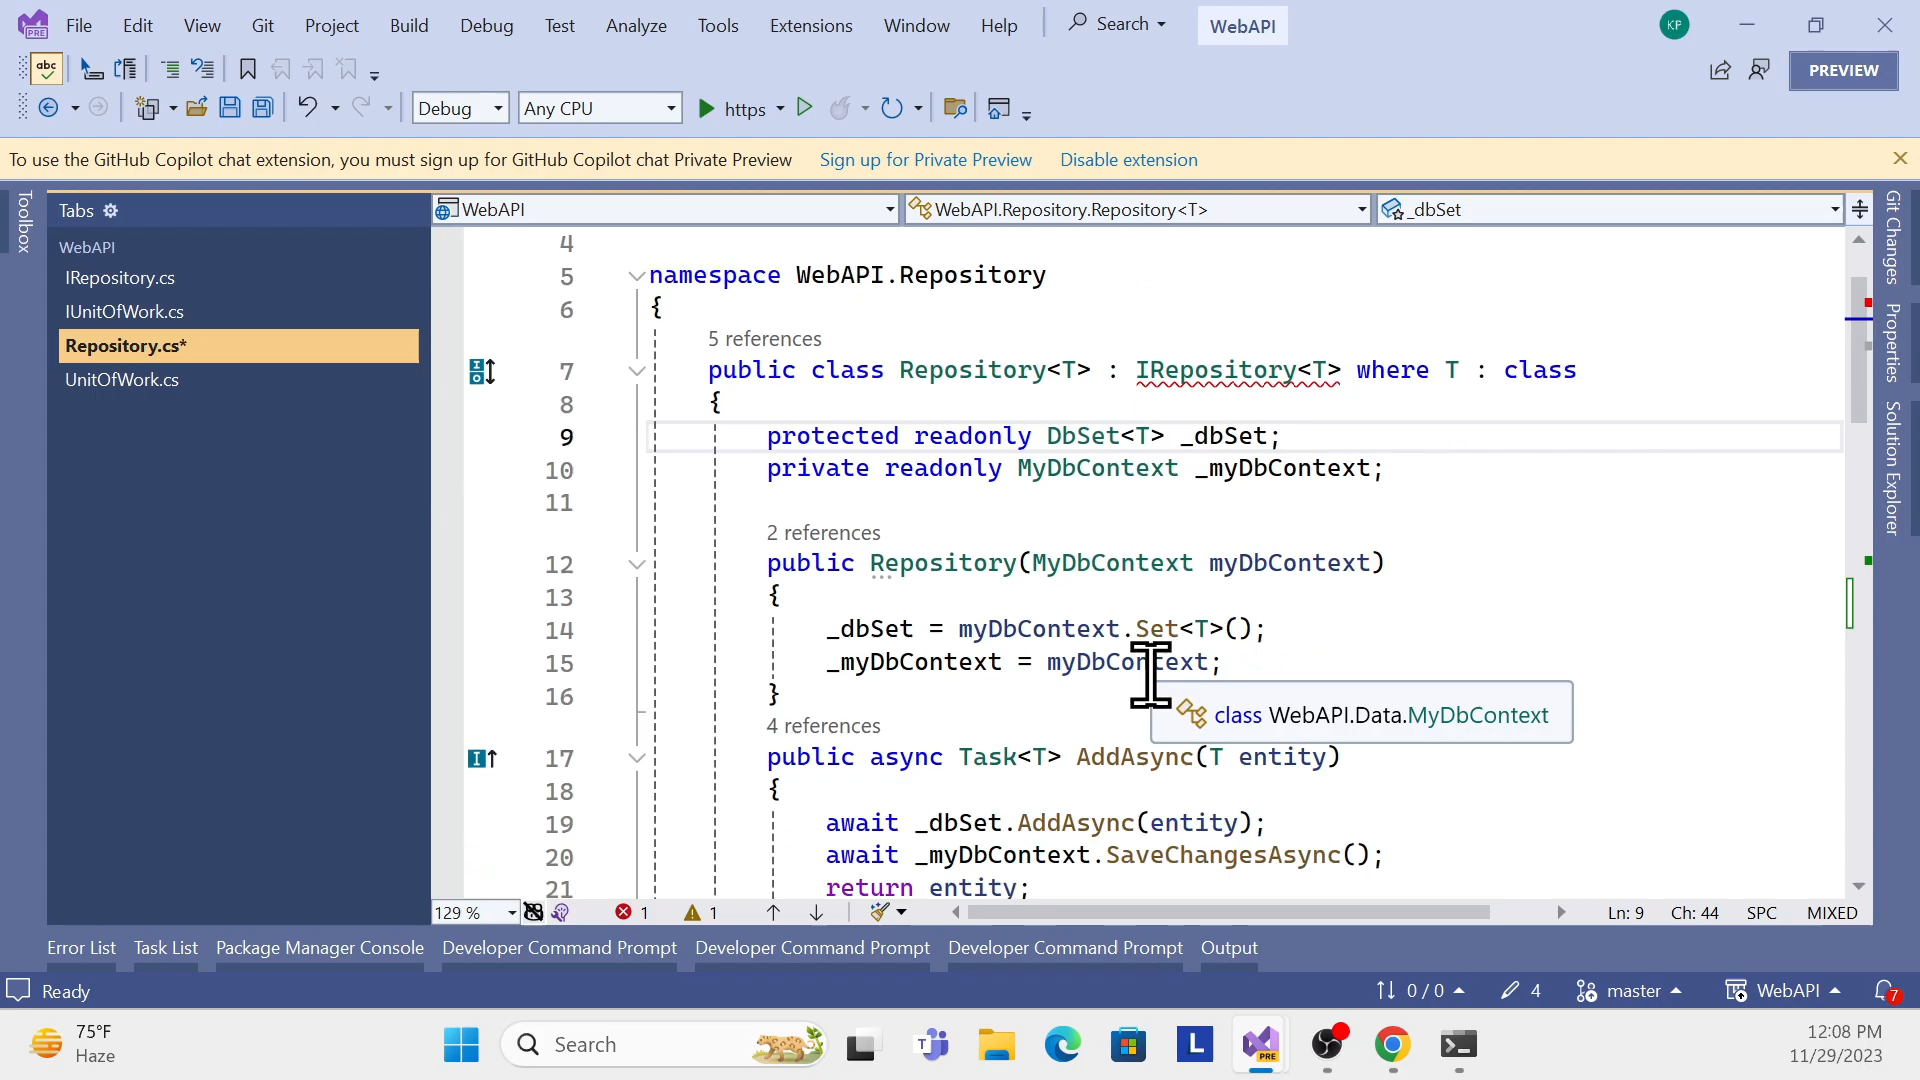 File Edit View Git Project Build Debug Test Analyze Tools Extensions Window Help Search WebAPI KP
abc PREVIEW
Debug Any CPU https
To use the GitHub Copilot chat extension, you must sign up for GitHub Copilot chat Private Preview Sign up for Private Preview Disable extension
Toolbox
Tabs
WebAPI
IRepository.cs
IUnitOfWork.cs
Repository.cs*
UnitOfWork.cs
WebAPI WebAPI.Repository.Repository<T> _dbSet
4
5 namespace WebAPI.Repository
6 {
5 references
7 public class Repository<T> : IRepository<T> where T : class
8 {
9 protected readonly DbSet<T> _dbSet;
10 private readonly MyDbContext _myDbContext;
11
2 references
12 public Repository(MyDbContext myDbContext)
13 {
14 _dbSet = myDbContext.Set<T>();
15 _myDbContext = myDbContext;
16 }
class WebAPI.Data.MyDbContext
4 references
17 public async Task<T> AddAsync(T entity)
18 {
19 await _dbSet.AddAsync(entity);
20 await _myDbContext.SaveChangesAsync();
21 return entity;
Git Changes
Properties
Solution Explorer
129 % 1 1 Ln: 9 Ch: 44 SPC MIXED
Error List Task List Package Manager Console Developer Command Prompt Developer Command Prompt Developer Command Prompt Output
Ready 0 / 0 4 master WebAPI 7
75°F
Haze
Search
PRE
12:08 PM
11/29/2023